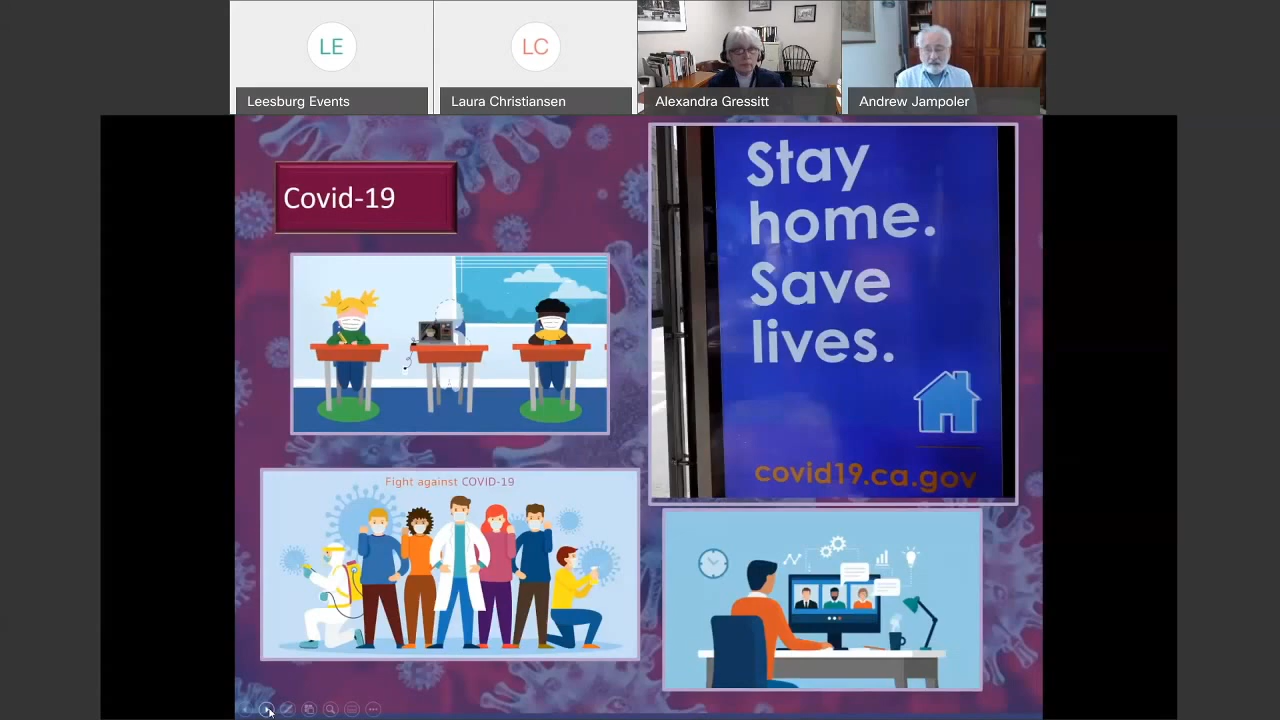 LE
LC
Leesburg Events
Laura Christiansen
Alexandra Gressitt
Andrew Jampoler
Covid-19
Stay
home.
Save
lives.
covid19.ca.gov
Fight against COVID-19